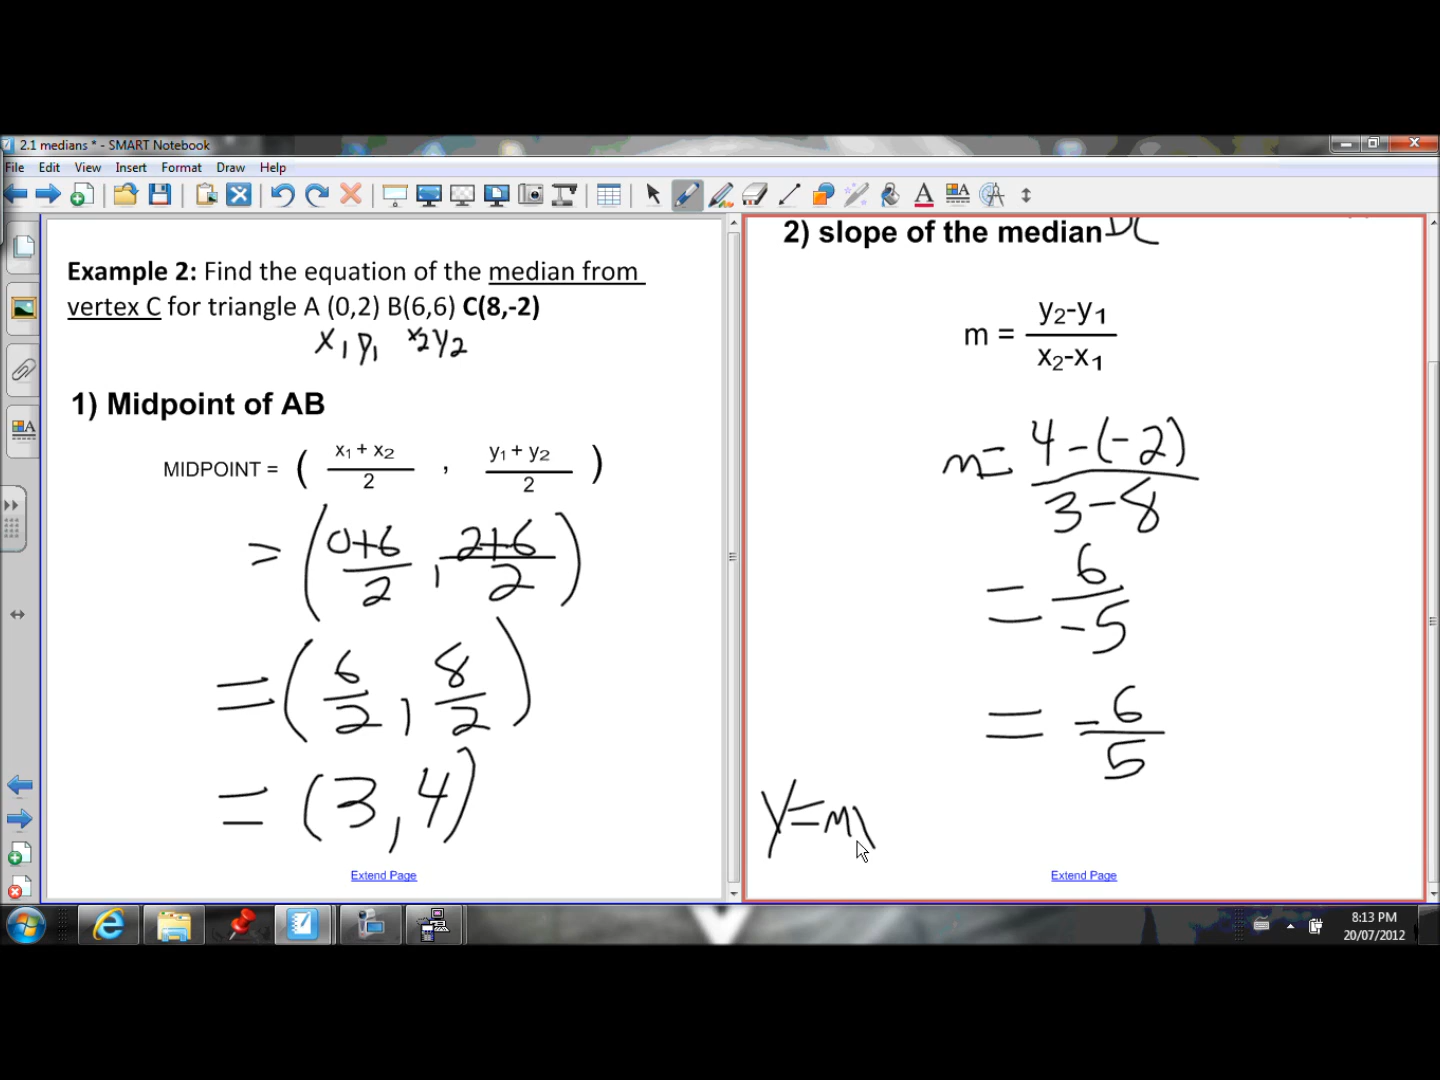 2.1 medians * - SMART Notebook
File Edit View Insert Format Draw Help
Example 2: Find the equation of the median from
vertex C for triangle A (0,2) B(6,6) C(8,-2)
x₁ y₁ x₂ y₂
1) Midpoint of AB
MIDPOINT = ( x₁ + x₂ / 2 , y₁ + y₂ / 2 )
= ( 0+6 / 2 , 2+6 / 2 )
= ( 6/2 , 8/2 )
= (3,4)
Extend Page
2) slope of the median DC
m = y₂-y₁ / x₂-x₁
m = 4-(-2) / 3-8
= 6 / -5
= -6/5
y=m
Extend Page
8:13 PM
20/07/2012